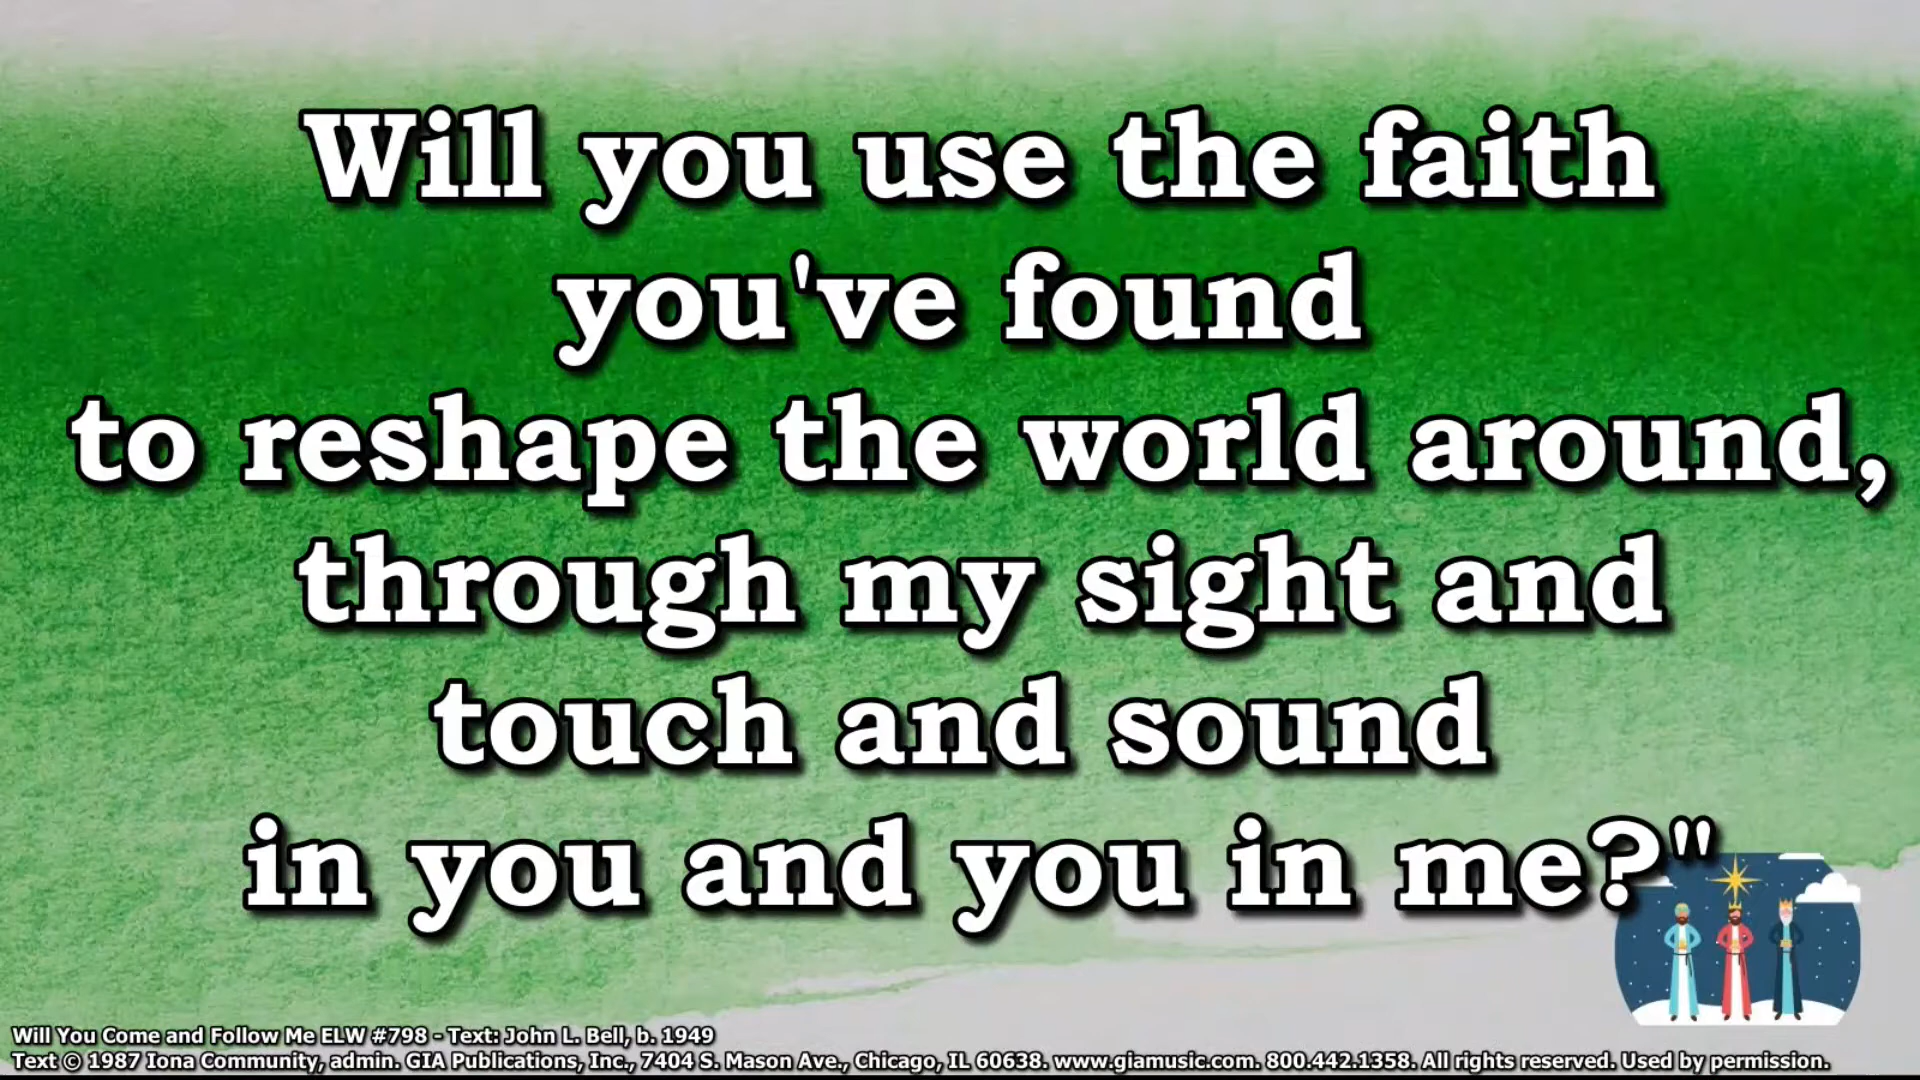 Will you use the faith
you've found
to reshape the world around,
through my sight and
touch and sound
in you and you in me?"
Will You Come and Follow Me ELW #798 - Text: John L. Bell, b. 1949
Text © 1987 Iona Community, admin. GIA Publications, Inc., 7404 S. Mason Ave., Chicago, IL 60638. www.giamusic.com. 800.442.1358. All rights reserved. Used by permission.